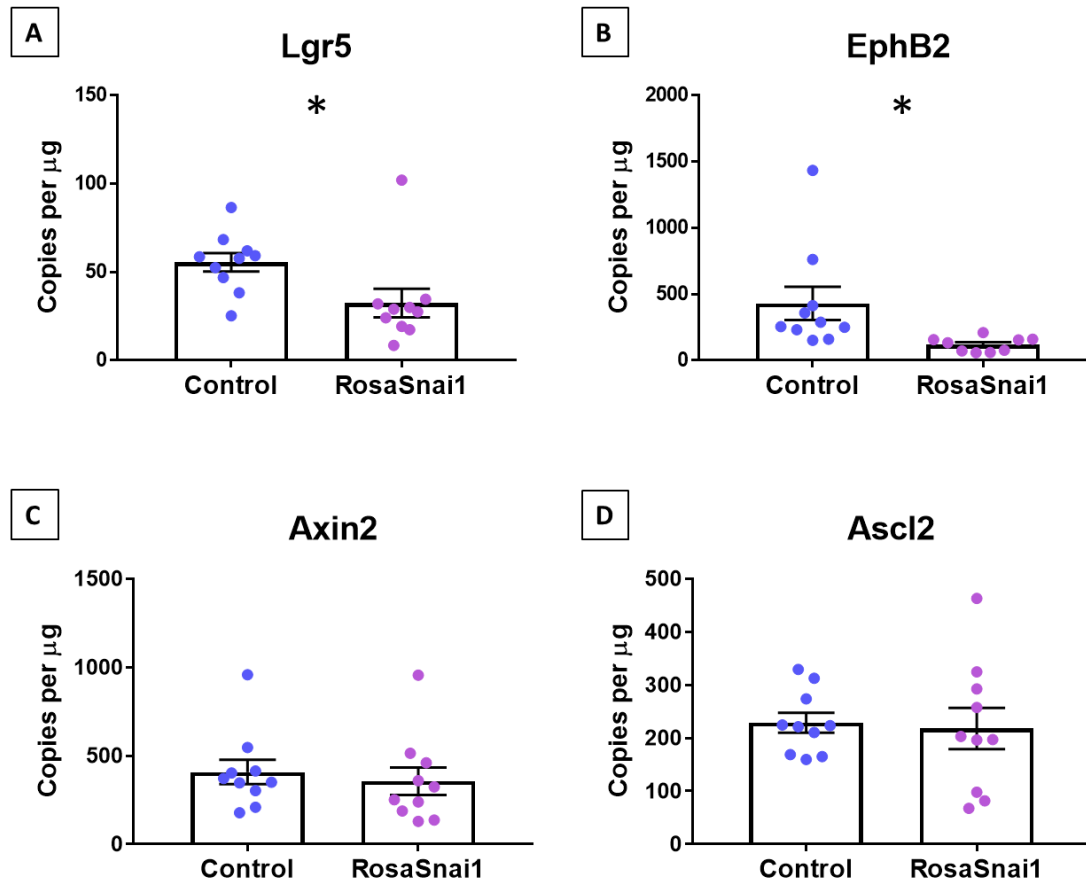 A
Lgr5
*
150
100
50
0
Copies per μg
Control RosaSnai1
B
EphB2
*
2000
1500
1000
500
0
Copies per μg
Control RosaSnai1
C
Axin2
1500
1000
500
0
Copies per μg
Control RosaSnai1
D
Ascl2
500
400
300
200
100
0
Copies per μg
Control RosaSnai1